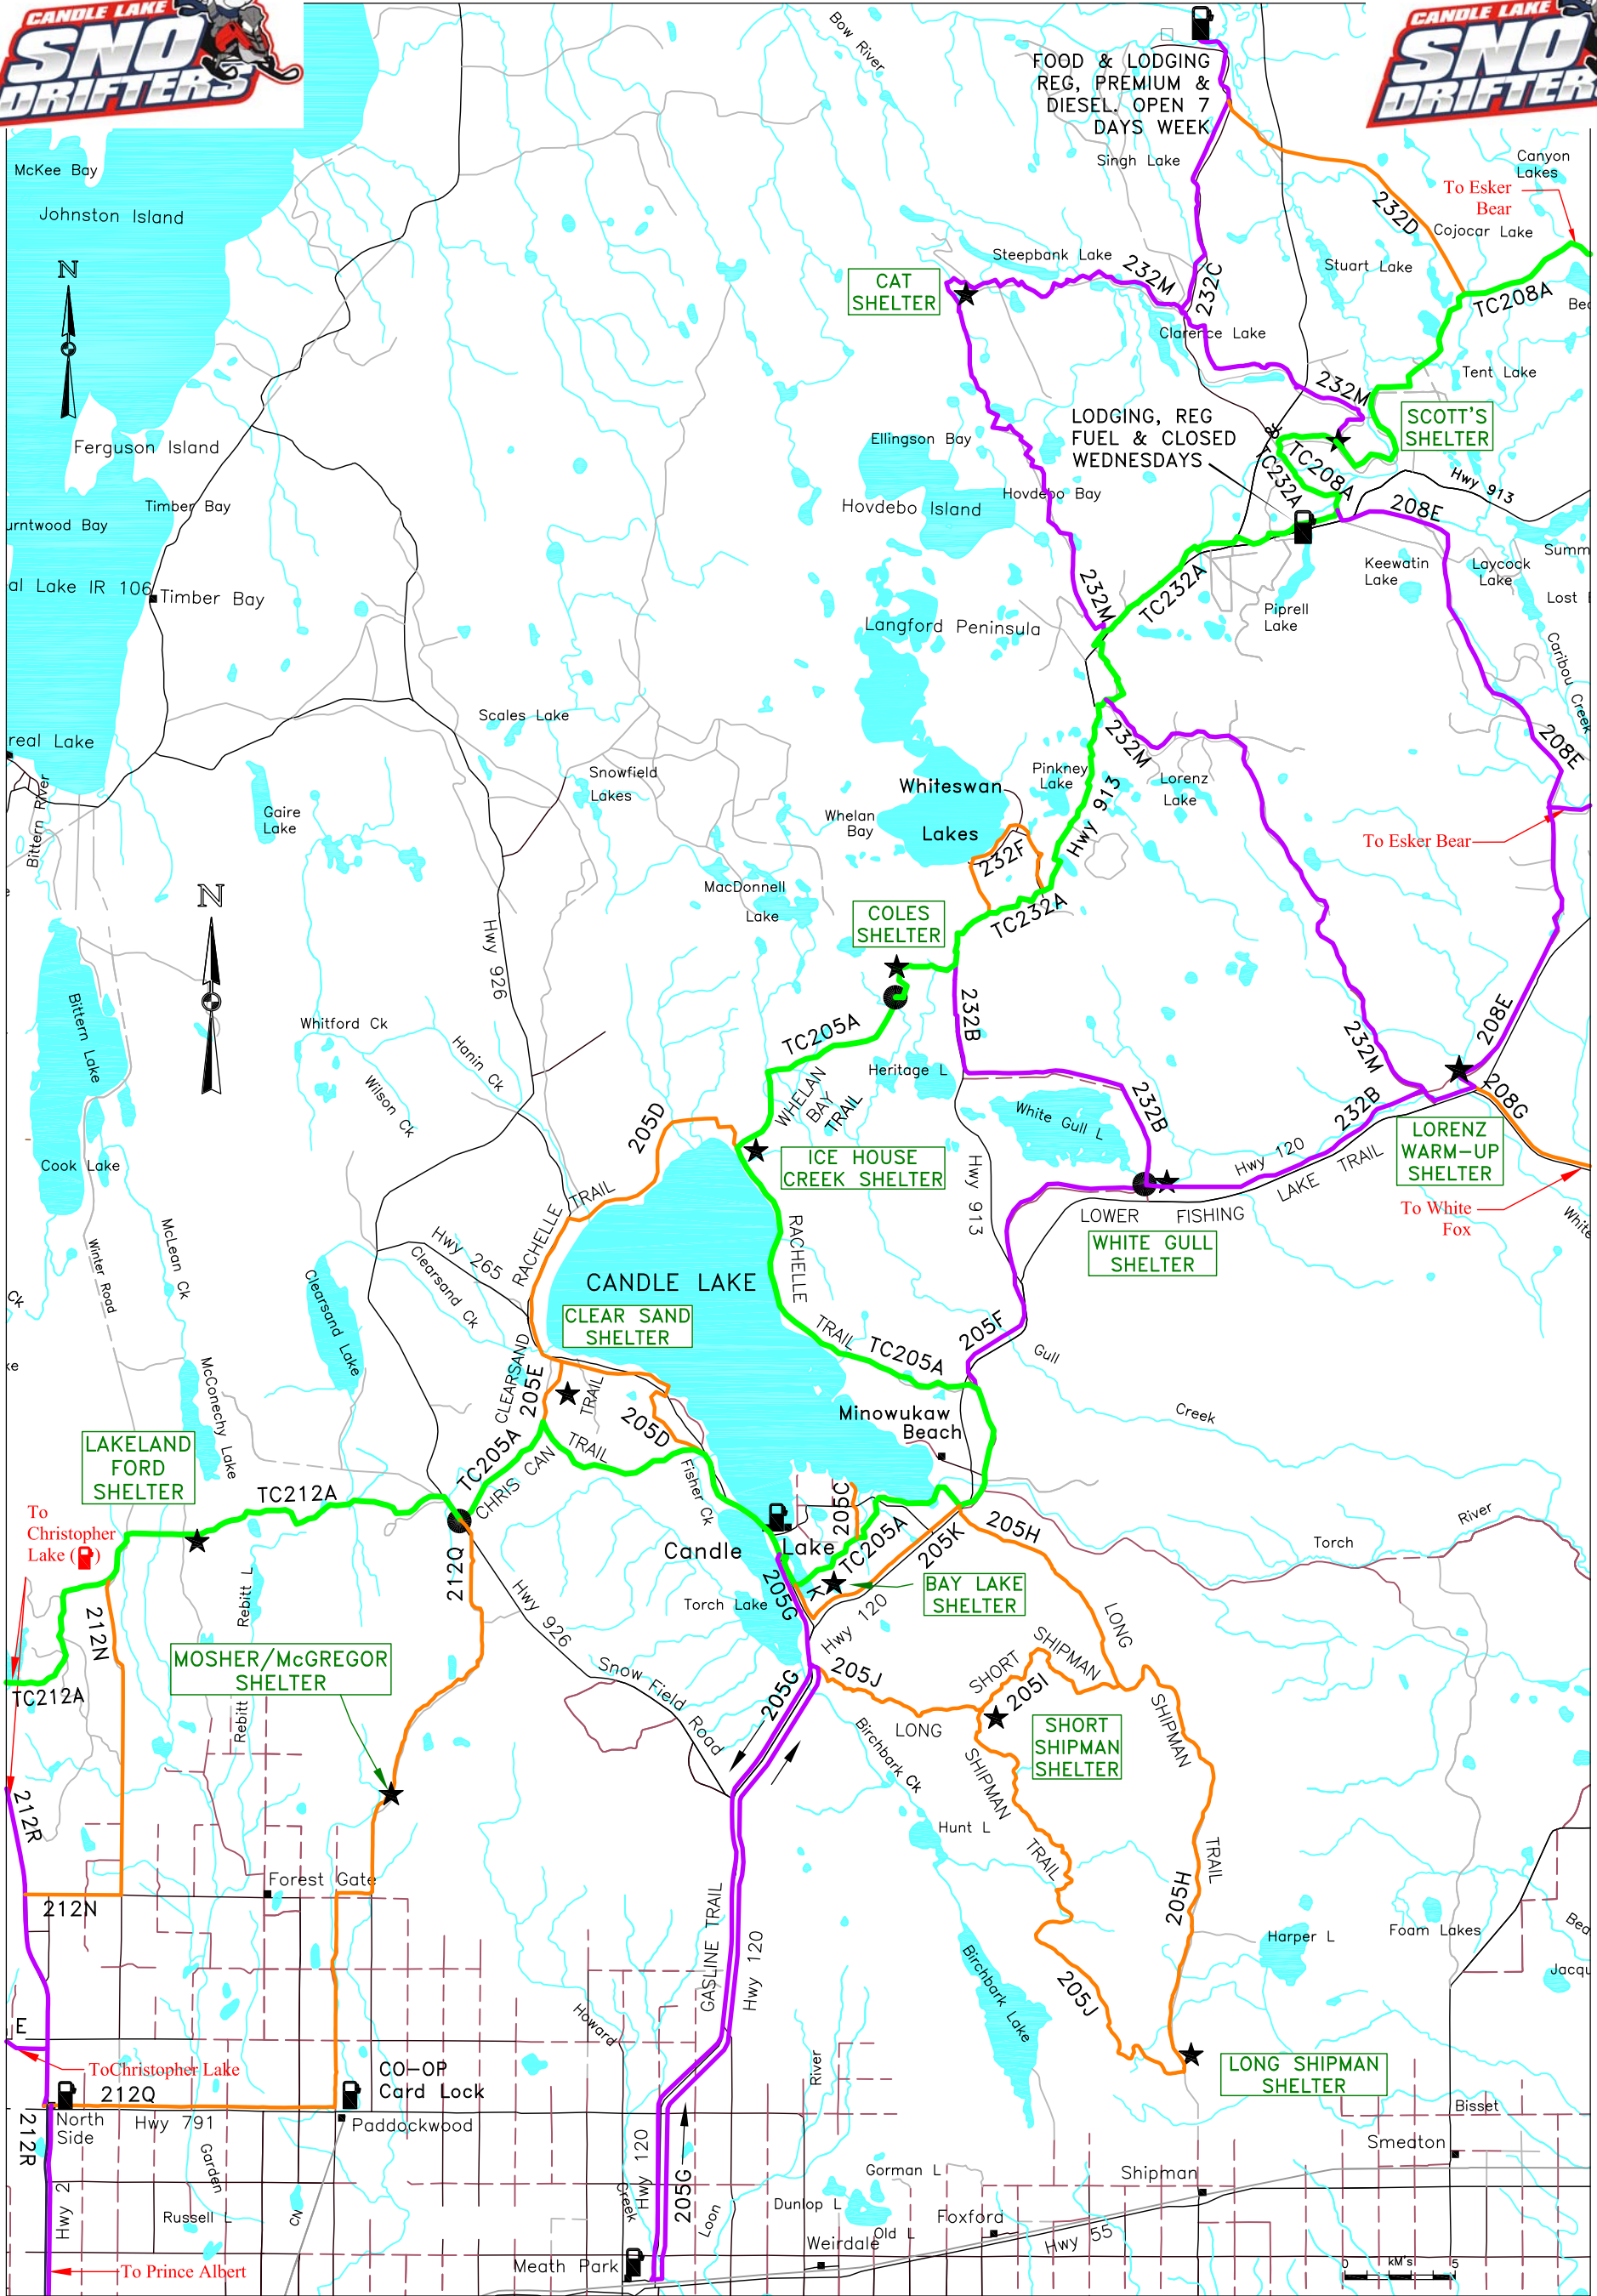 CANDLE LAKE
SNO
DRIFTERS
CANDLE LAKE
SNO
McKee Bay
Johnston Island
N
Ferguson Island
Timber Bay
Timber Bay
Bow River
FOOD & LODGING
REG, PREMIUM &
DIESEL. OPEN 7
DAYS WEEK
Singh Lake
Canyon
Lakes
To Esker
Bear
232D
Cojocar Lake
Stuart Lake
Steepbank Lake
232M
232C
TC208A
CAT
SHELTER
Clarence Lake
Tent Lake
232M
LODGING, REG
FUEL & CLOSED
WEDNESDAYS
SCOTT'S
SHELTER
Ellingson Bay
TC208A
TC232A
Hwy 913
Hovdebo Bay
Hovdebo Island
208E
Keewatin
Lake
Laycock
Lake
232M
TC232A
Piprell
Lake
Langford Peninsula
Caribou Creek
Scales Lake
232M
208E
Snowfield
Lakes
Whiteswan
Lakes
Pinkney
Lake
Lorenz
Lake
Bittern River
Gaire
Lake
Whelan
Bay
Hwy 913
To Esker Bear
232F
MacDonnell
Lake
N
TC232A
COLES
SHELTER
Hwy 926
Bittern Lake
Whitford Ck
Hanin Ck
Wilson Ck
TC205A
232B
Heritage L
208E
232M
WHELAN
BAY
TRAIL
White Gull L
232B
232B
208G
205D
LORENZ
WARM-UP
SHELTER
Cook Lake
ICE HOUSE
CREEK SHELTER
Hwy 913
Hwy 120
LAKE
TRAIL
LOWER
FISHING
To White
Fox
WHITE GULL
SHELTER
RACHELLE
TRAIL
Hwy 265
Clearsand Ck
McLean Ck
Winter Road
Clearsand Lake
RACHELLE
CANDLE LAKE
CLEAR SAND
SHELTER
TRAIL
TC205A
205F
Gull
Creek
CLEARSAND
205E
TRAIL
205D
McConechy Lake
Minowukaw
Beach
LAKELAND
FORD
SHELTER
TC212A
TC205A
CHRIS CAN
TRAIL
Fisher Ck
205C
To
Christopher
Lake (
)
212Q
Candle
Lake
TC205A
205K
205H
Torch
River
Hwy 926
205G
K
BAY LAKE
SHELTER
Torch Lake
Hwy 120
Rebitt L
212N
LONG
MOSHER/McGREGOR
SHELTER
TC212A
Rebitt
Snow Field Road
205G
205J
SHORT
SHIPMAN
205I
LONG
SHIPMAN
SHORT
SHIPMAN
SHELTER
SHIPMAN
TRAIL
TRAIL
212R
Birchbark Ck
Hunt L
Forest Gate
212N
205H
Harper L
Foam Lakes
GASLINE TRAIL
Hwy 120
Birchbark Lake
205J
Howard
E
ToChristopher Lake
CO-OP
Card Lock
212Q
North
Side
Hwy 791
Paddockwood
River
LONG SHIPMAN
SHELTER
Bisset
Smeaton
212R
Garden
Hwy 2
Russell L
CN
Creek
Hwy 120
205G
Loon
Gorman L
Dunlop L
Old L
Weirdale
Foxford
Shipman
Hwy 55
Meath Park
To Prince Albert
0
kM's
5